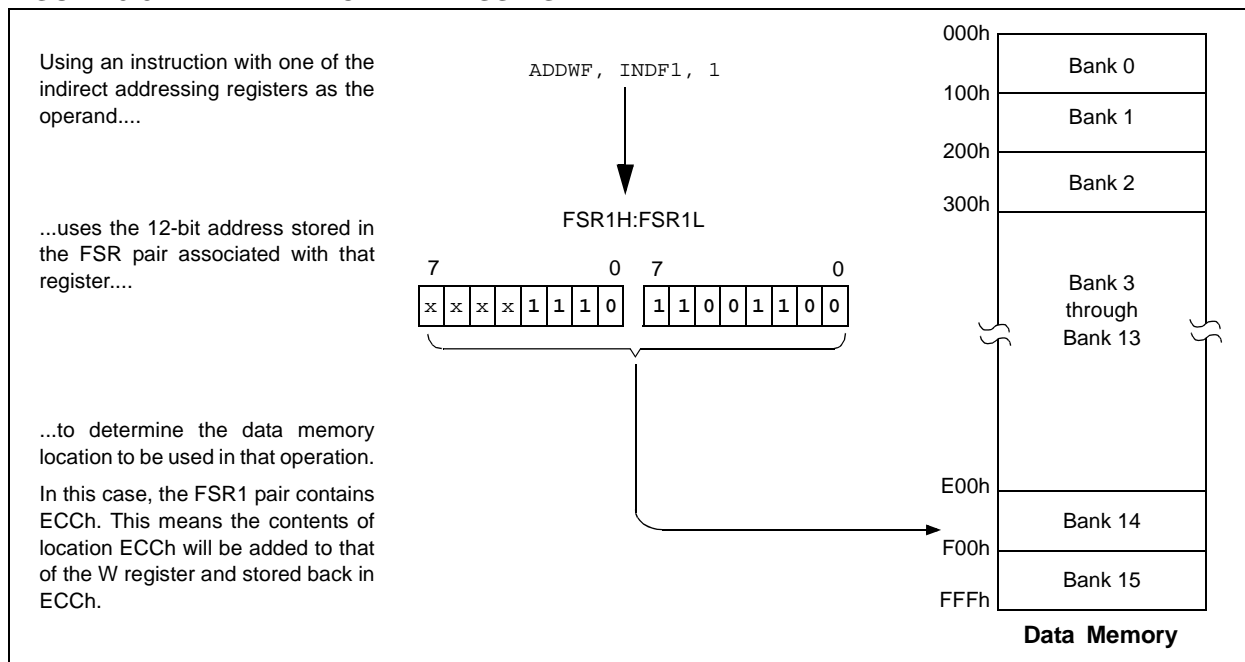 Using an instruction with one of the
indirect addressing registers as the
operand....
ADDWF, INDF1, 1
...uses the 12-bit address stored in
the FSR pair associated with that
register....
FSR1H:FSR1L
7 0 7 0
x x x x 1 1 1 0 1 1 0 0 1 1 0 0
...to determine the data memory
location to be used in that operation.
In this case, the FSR1 pair contains
ECCh. This means the contents of
location ECCh will be added to that
of the W register and stored back in
ECCh.
000h
Bank 0
100h
Bank 1
200h
Bank 2
300h
Bank 3
through
Bank 13
E00h
Bank 14
F00h
Bank 15
FFFh
Data Memory